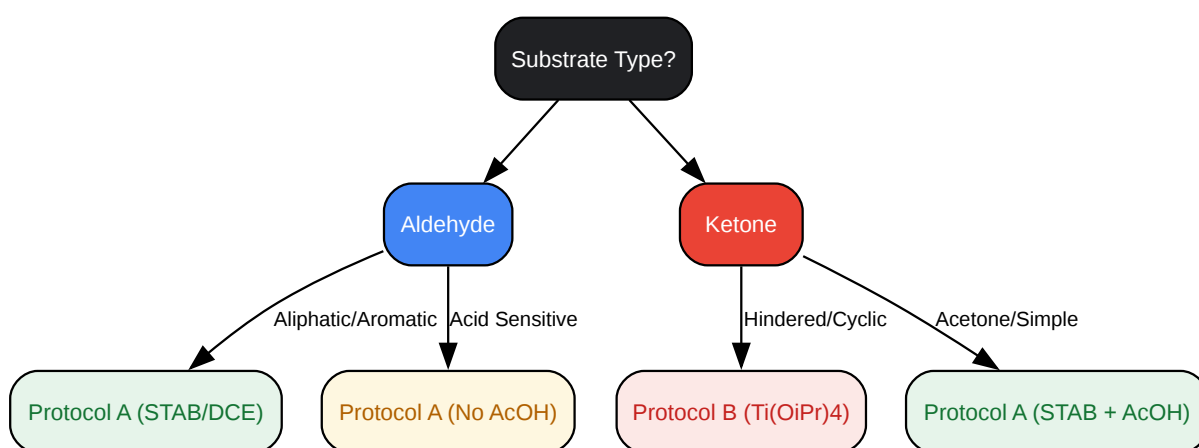 Substrate Type?
Aldehyde
Ketone
Aliphatic/Aromatic
Acid Sensitive
Hindered/Cyclic
Acetone/Simple
Protocol A (STAB/DCE)
Protocol A (No AcOH)
Protocol B (Ti(OiPr)4)
Protocol A (STAB + AcOH)